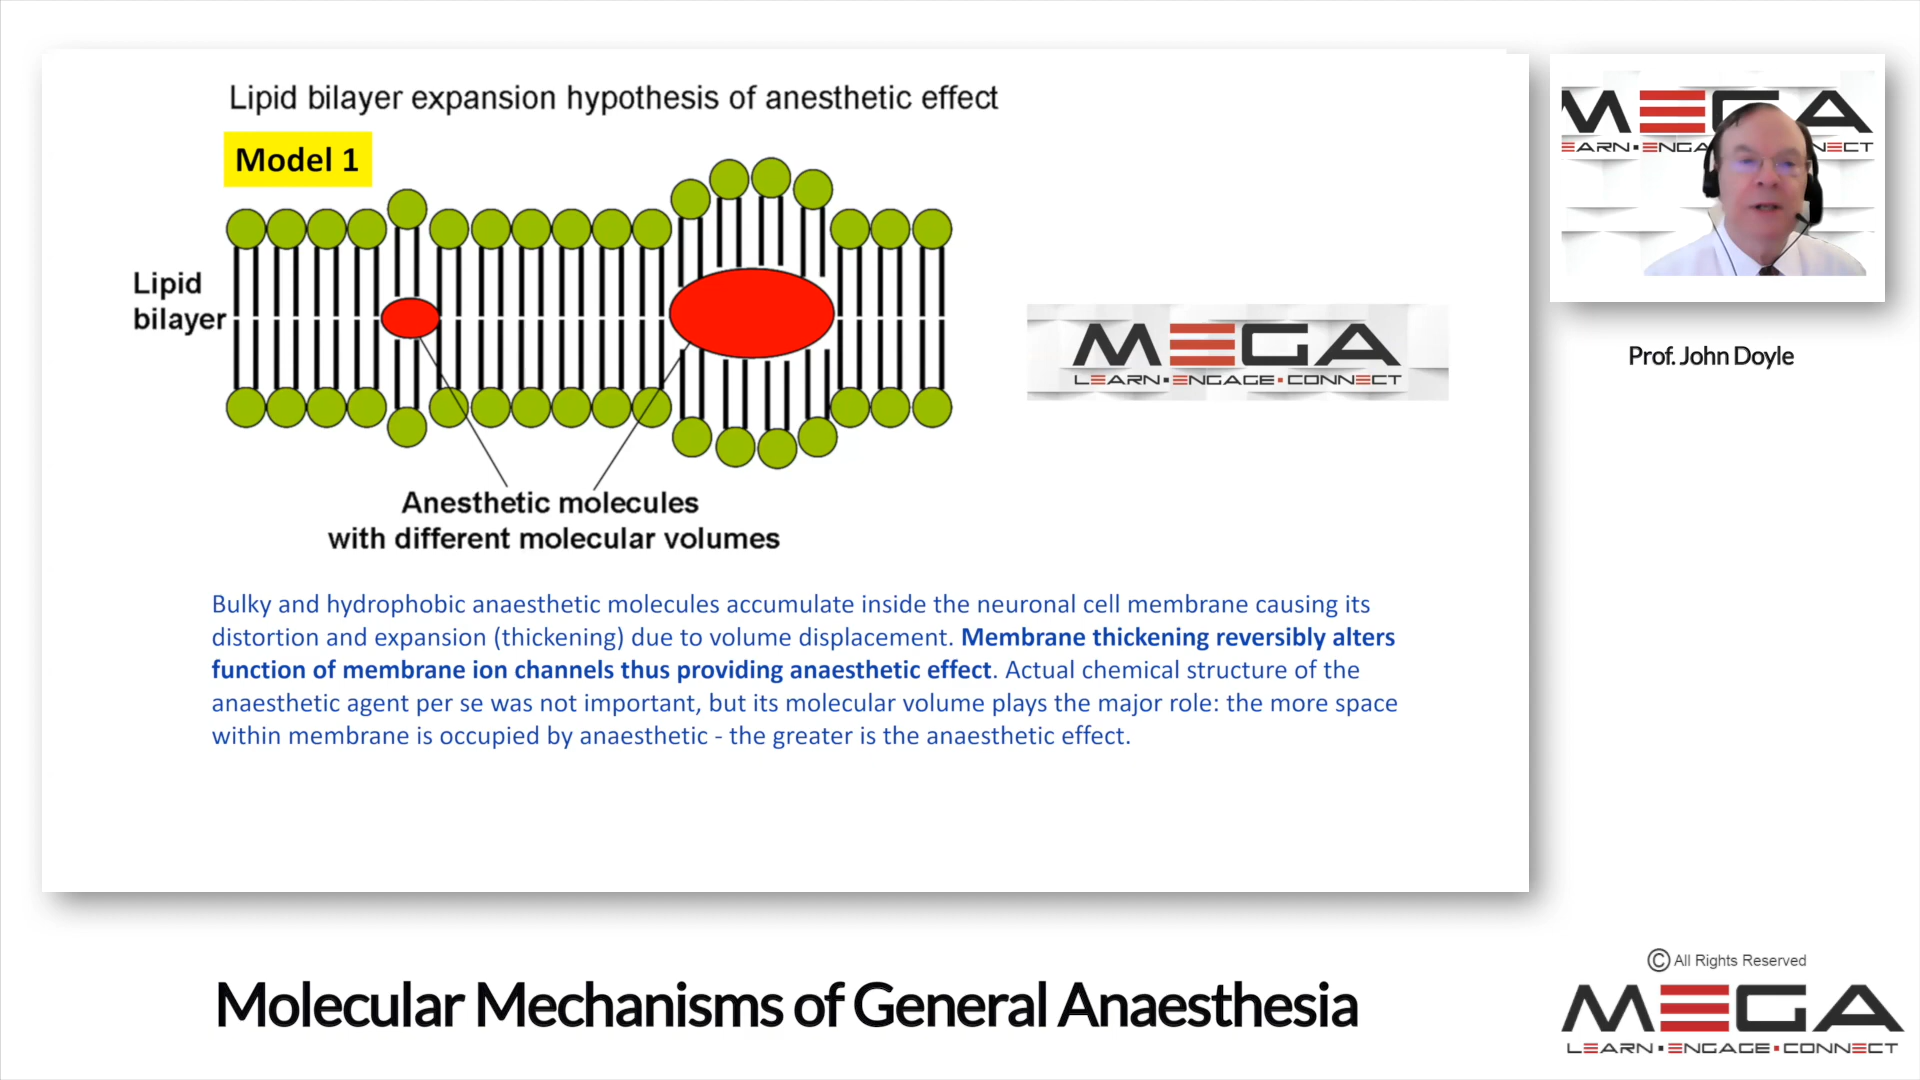 Lipid bilayer expansion hypothesis of anesthetic effect
Model 1
Lipid
bilayer
Anesthetic molecules
with different molecular volumes
Bulky and hydrophobic anaesthetic molecules accumulate inside the neuronal cell membrane causing its
distortion and expansion (thickening) due to volume displacement. Membrane thickening reversibly alters
function of membrane ion channels thus providing anaesthetic effect. Actual chemical structure of the
anaesthetic agent per se was not important, but its molecular volume plays the major role: the more space
within membrane is occupied by anaesthetic - the greater is the anaesthetic effect.
MEGA
LEARN▪ENGAGE▪CONNECT
MEGA
EARN▪ENGA NECT
Prof. John Doyle
Molecular Mechanisms of General Anaesthesia
© All Rights Reserved
MEGA
LEARN▪ENGAGE▪CONNECT